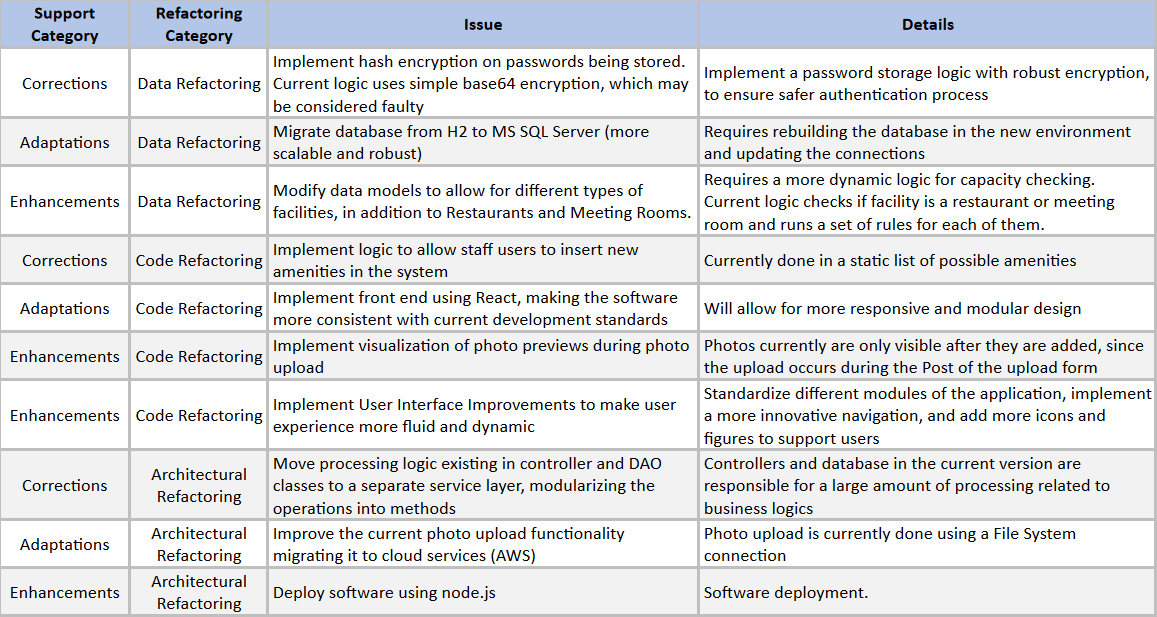 Support Category
Refactoring Category
Issue
Details
Corrections
Data Refactoring
Implement hash encryption on passwords being stored.
Current logic uses simple base64 encryption, which may
be considered faulty
Implement a password storage logic with robust encryption,
to ensure safer authentication process
Adaptations
Data Refactoring
Migrate database from H2 to MS SQL Server (more
scalable and robust)
Requires rebuilding the database in the new environment
and updating the connections
Enhancements
Data Refactoring
Modify data models to allow for different types of
facilities, in addition to Restaurants and Meeting Rooms.
Requires a more dynamic logic for capacity checking.
Current logic checks if facility is a restaurant or meeting
room and runs a set of rules for each of them.
Corrections
Code Refactoring
Implement logic to allow staff users to insert new
amenities in the system
Currently done in a static list of possible amenities
Adaptations
Code Refactoring
Implement front end using React, making the software
more consistent with current development standards
Will allow for more responsive and modular design
Enhancements
Code Refactoring
Implement visualization of photo previews during photo
upload
Photos currently are only visible after they are added, since
the upload occurs during the Post of the upload form
Enhancements
Code Refactoring
Implement User Interface Improvements to make user
experience more fluid and dynamic
Standardize different modules of the application, implement
a more innovative navigation, and add more icons and
figures to support users
Corrections
Architectural
Refactoring
Move processing logic existing in controller and DAO
classes to a separate service layer, modularizing the
operations into methods
Controllers and database in the current version are
responsible for a large amount of processing related to
business logics
Adaptations
Architectural
Refactoring
Improve the current photo upload functionality
migrating it to cloud services (AWS)
Photo upload is currently done using a File System
connection
Enhancements
Architectural
Refactoring
Deploy software using node.js
Software deployment.